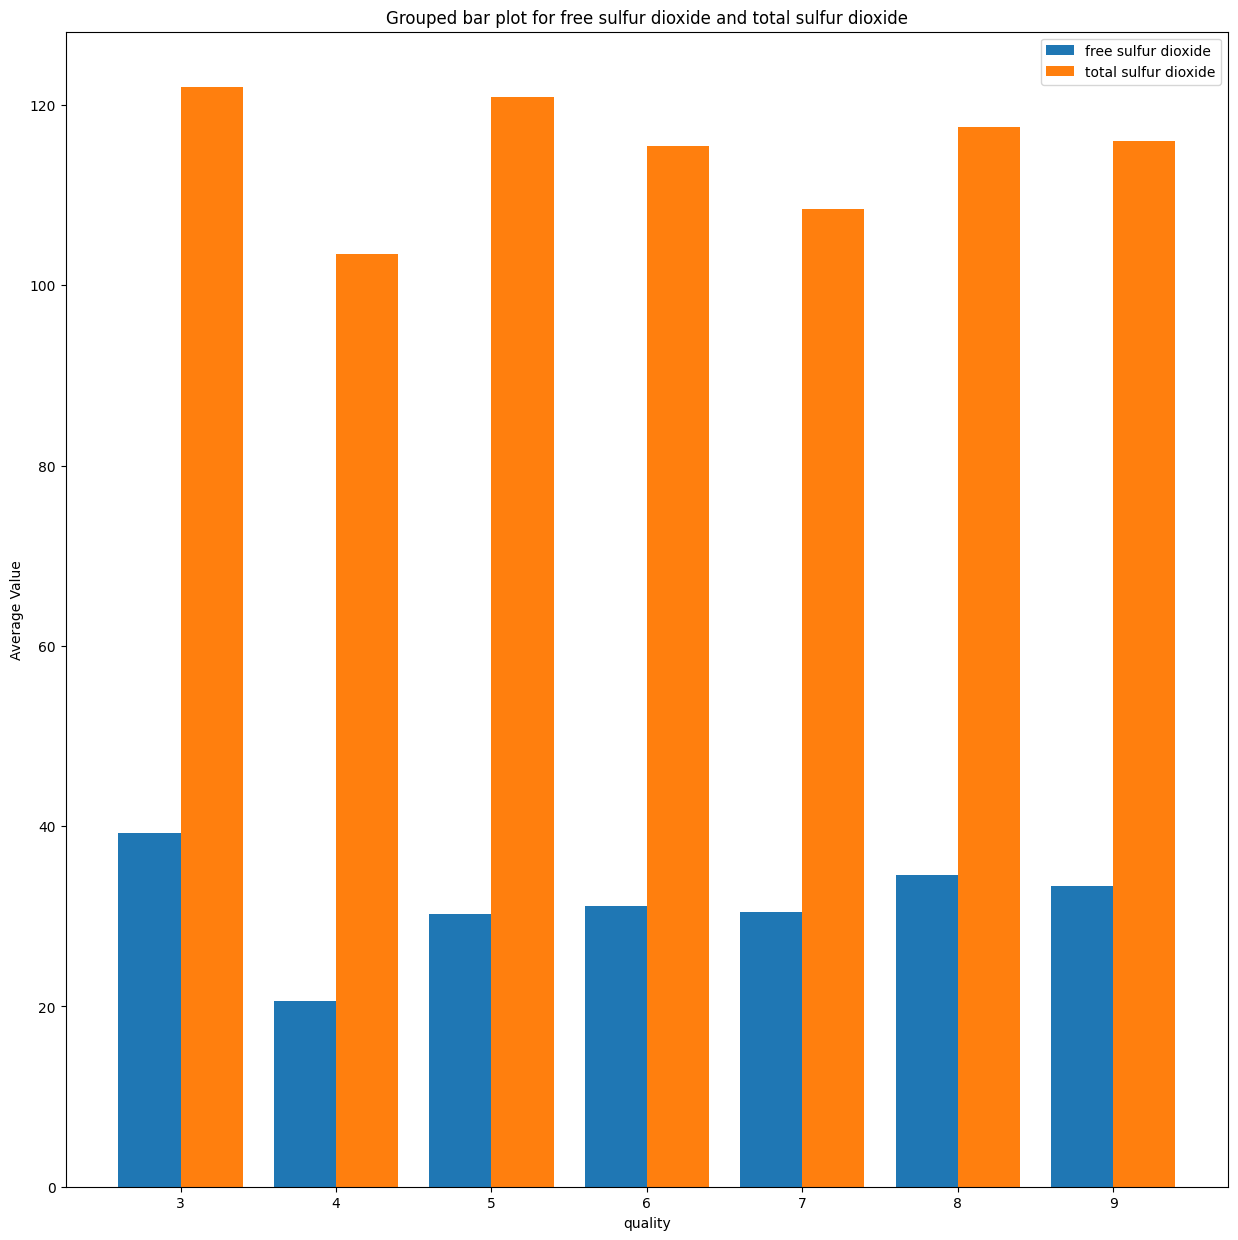 Grouped bar plot for free sulfur dioxide and total sulfur dioxide
free sulfur dioxide
total sulfur dioxide
120
100
80
60
40
20
0
Average Value
3 4 5 6 7 8 9
quality